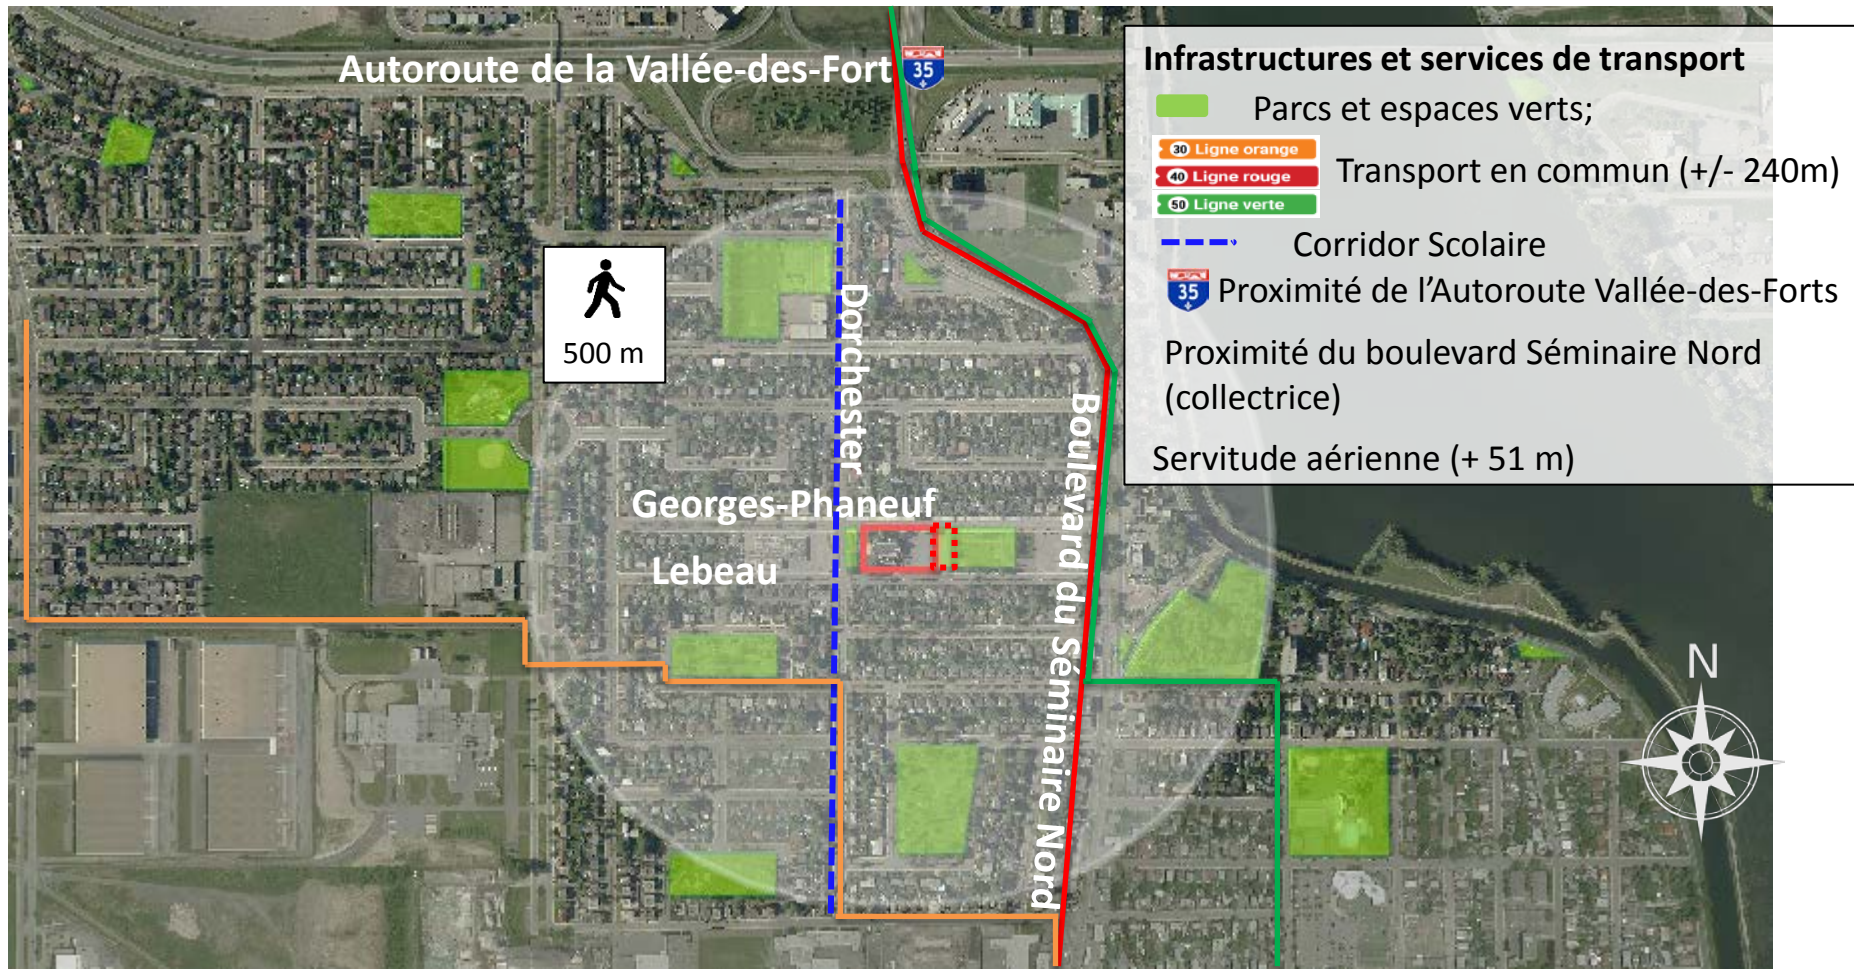 Autoroute de la Vallée-des-Fort
35
Infrastructures et services de transport
Parcs et espaces verts;
30 Ligne orange
40 Ligne rouge
50 Ligne verte
Transport en commun (+/- 240m)
Corridor Scolaire
35
Proximité de l'Autoroute Vallée-des-Forts
Proximité du boulevard Séminaire Nord
(collectrice)
Servitude aérienne (+ 51 m)
500 m
Dorchester
Boulevard du Séminaire Nord
Georges-Phaneuf
Lebeau
N